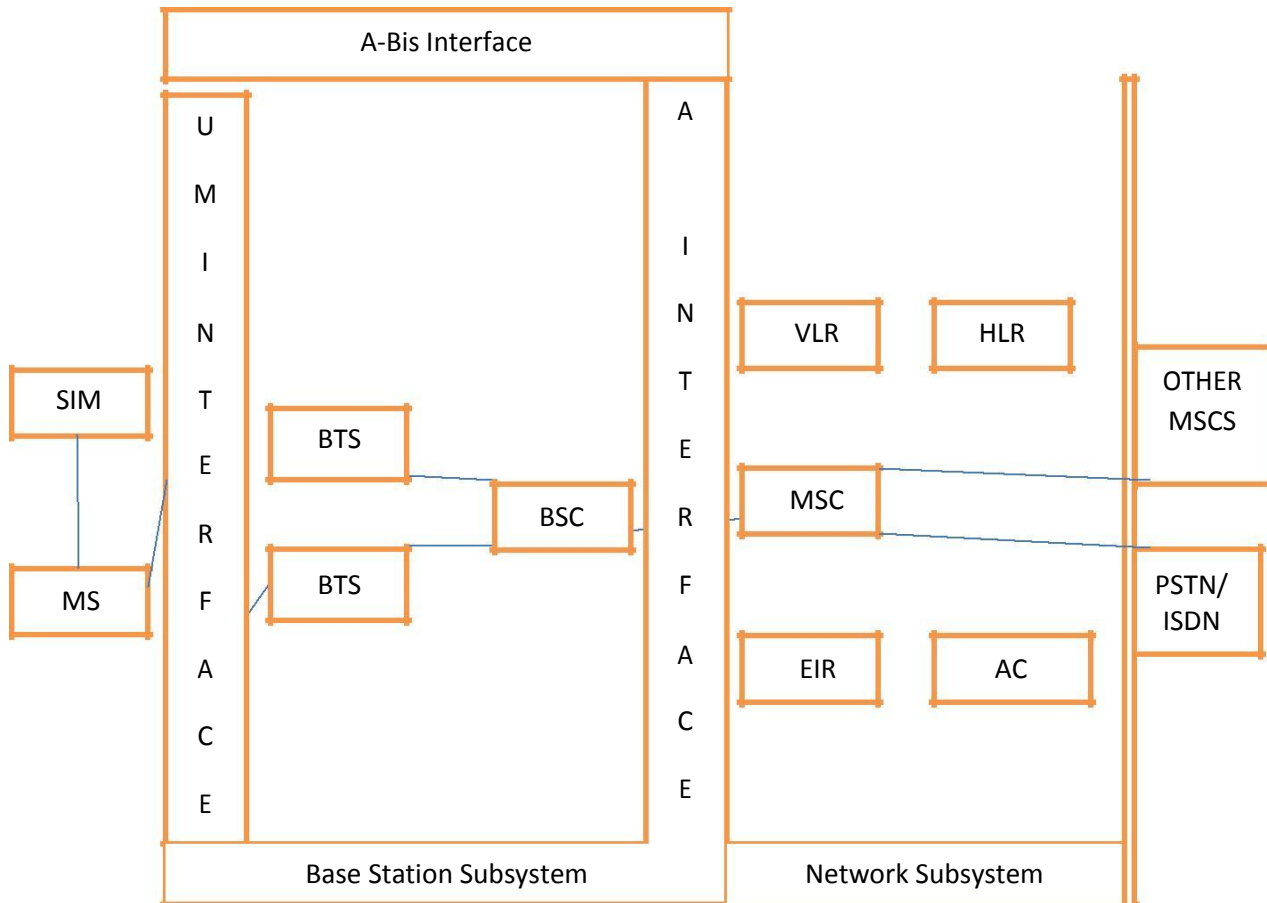 A-Bis Interface
U
M
I
N
T
E
R
F
A
C
E
A
I
N
T
E
R
F
A
C
E
SIM
MS
BTS
BTS
BSC
VLR
HLR
MSC
EIR
AC
OTHER
MSCS
PSTN/
ISDN
Base Station Subsystem
Network Subsystem